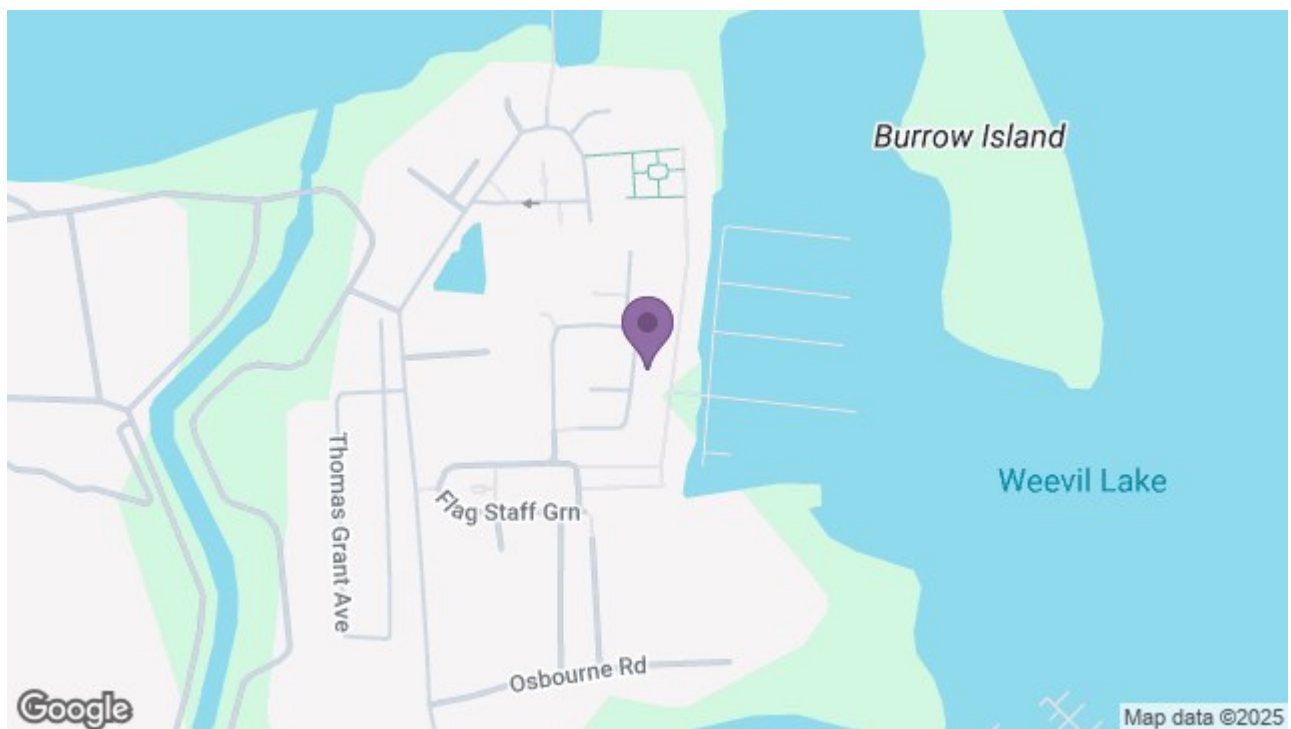 Burrow Island
Weevil Lake
Thomas Grant Ave
Flag Staff Grn
Osbourne Rd
Google
Map data ©2025